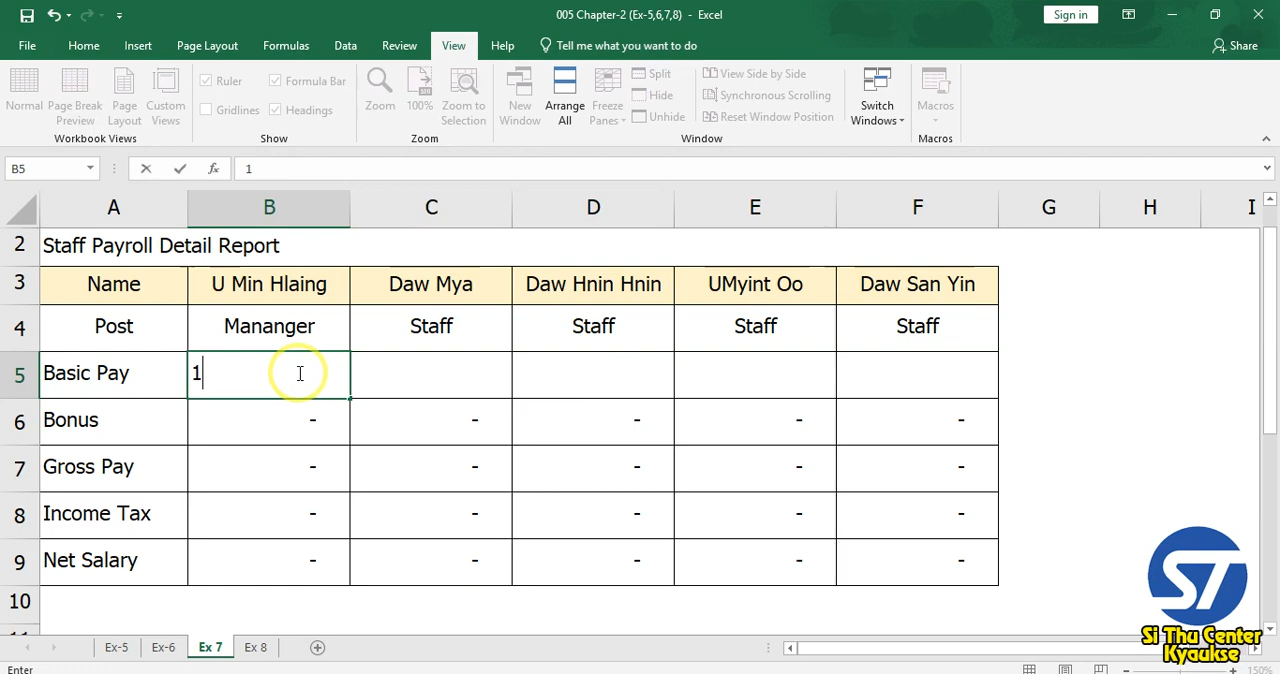 005 Chapter-2 (Ex-5,6,7,8) - Excel
Sign in
File Home Insert Page Layout Formulas Data Review View Help Tell me what you want to do Share
Normal Page Break Preview Page Layout Custom Views
Ruler Formula Bar
Gridlines Headings
Zoom 100% Zoom to Selection
New Window Arrange All Freeze Panes
Split
Hide
Unhide
View Side by Side
Synchronous Scrolling
Reset Window Position
Switch Windows
Macros
Workbook Views Show Zoom Window Macros
B5 fx 1
A B C D E F G H I
2 Staff Payroll Detail Report
3 Name U Min Hlaing Daw Mya Daw Hnin Hnin UMyint Oo Daw San Yin
4 Post Mananger Staff Staff Staff Staff
5 Basic Pay 1
6 Bonus - - - - -
7 Gross Pay - - - - -
8 Income Tax - - - - -
9 Net Salary - - - - -
10
ST
Si Thu Center
Kyaukse
Ex-5 Ex-6 Ex 7 Ex 8
Enter 150%